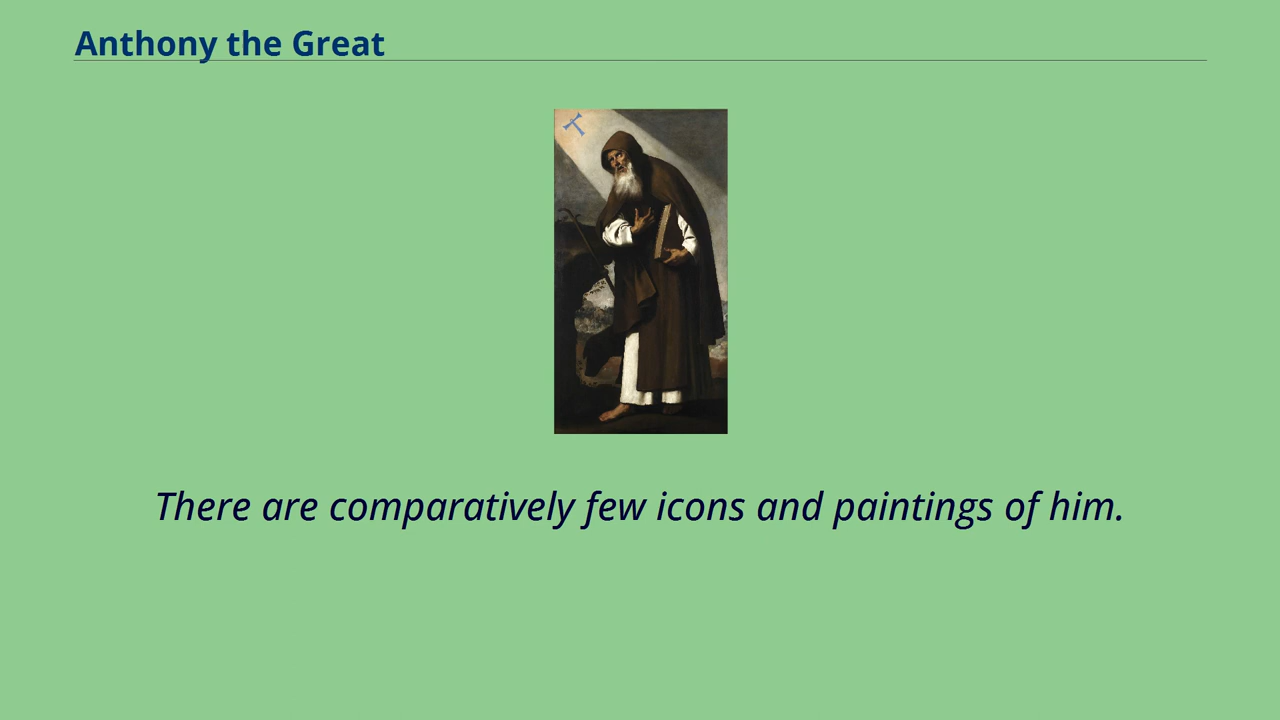 Anthony the Great
There are comparatively few icons and paintings of him.